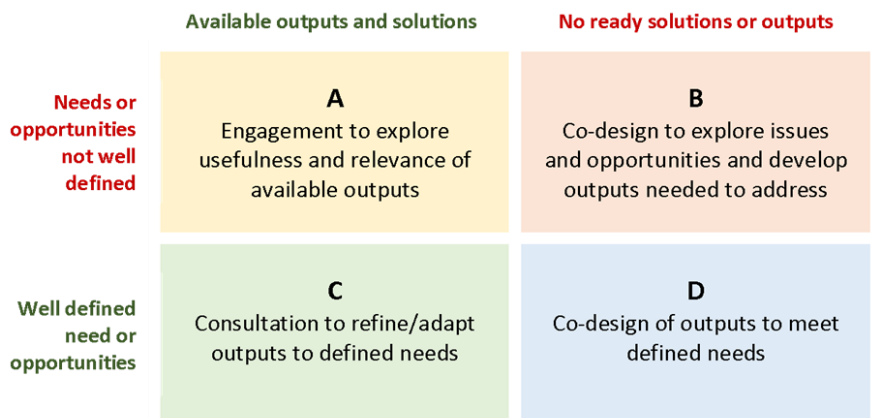 Available outputs and solutions
No ready solutions or outputs
Needs or
opportunities
not well
defined
A
Engagement to explore
usefulness and relevance of
available outputs
B
Co-design to explore issues
and opportunities and develop
outputs needed to address
Well defined
need or
opportunities
C
Consultation to refine/adapt
outputs to defined needs
D
Co-design of outputs to meet
defined needs